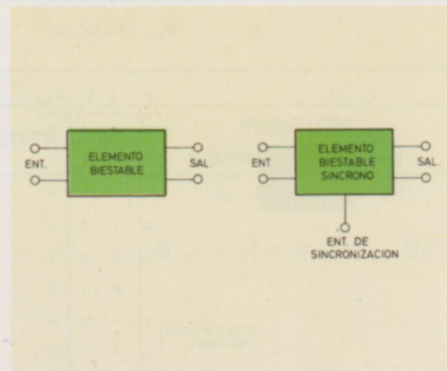 ENT.
ELEMENTO
BIESTABLE
SAL.
ENT.
ELEMENTO
BIESTABLE
SINCRONO
SAL.
ENT. DE
SINCRONIZACION